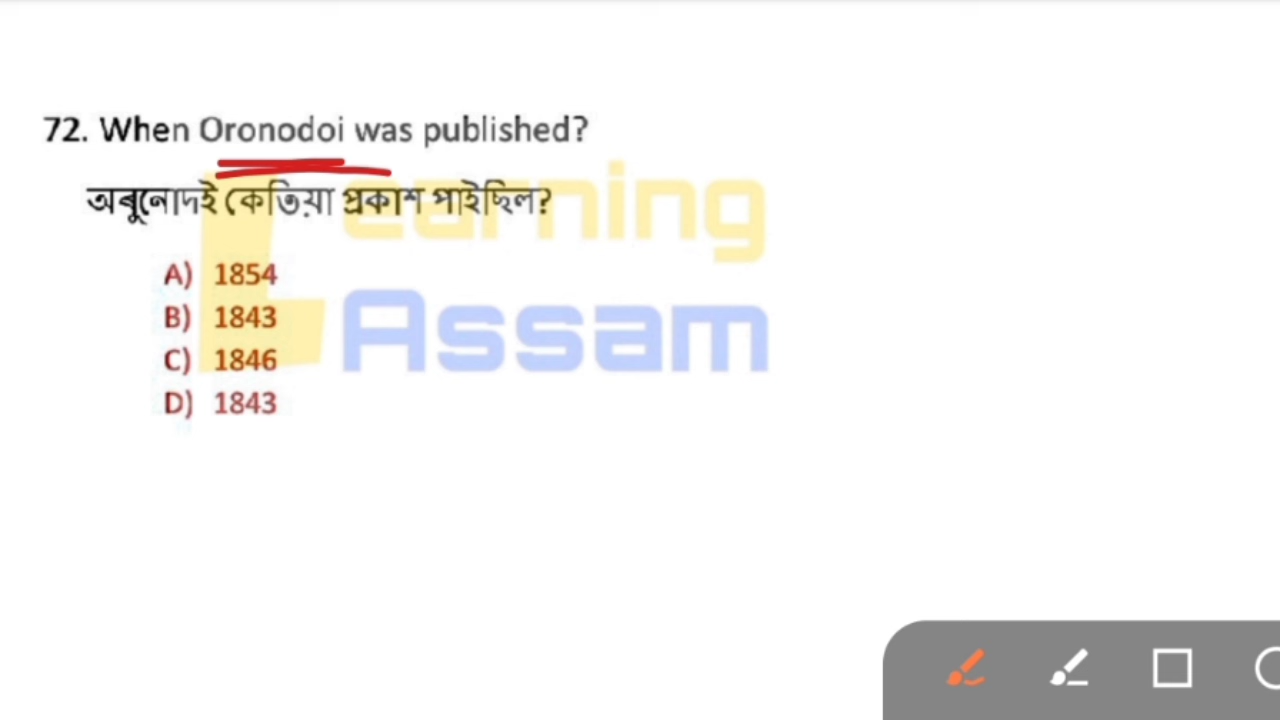 72. When Oronodoi was published?
অৰুনোদই কেতিয়া প্ৰকাশ পাইছিল?
Learning
Assam
A) 1854
B) 1843
C) 1846
D) 1843